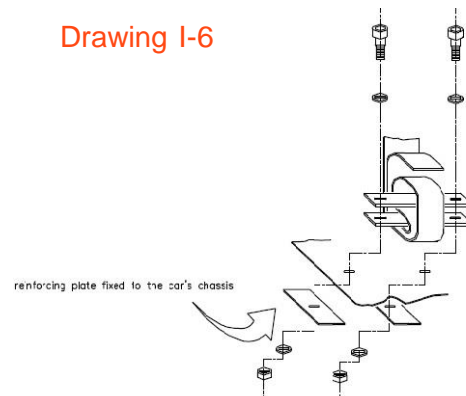 Drawing I-6
reinforcing plate fixed to the car's chassis